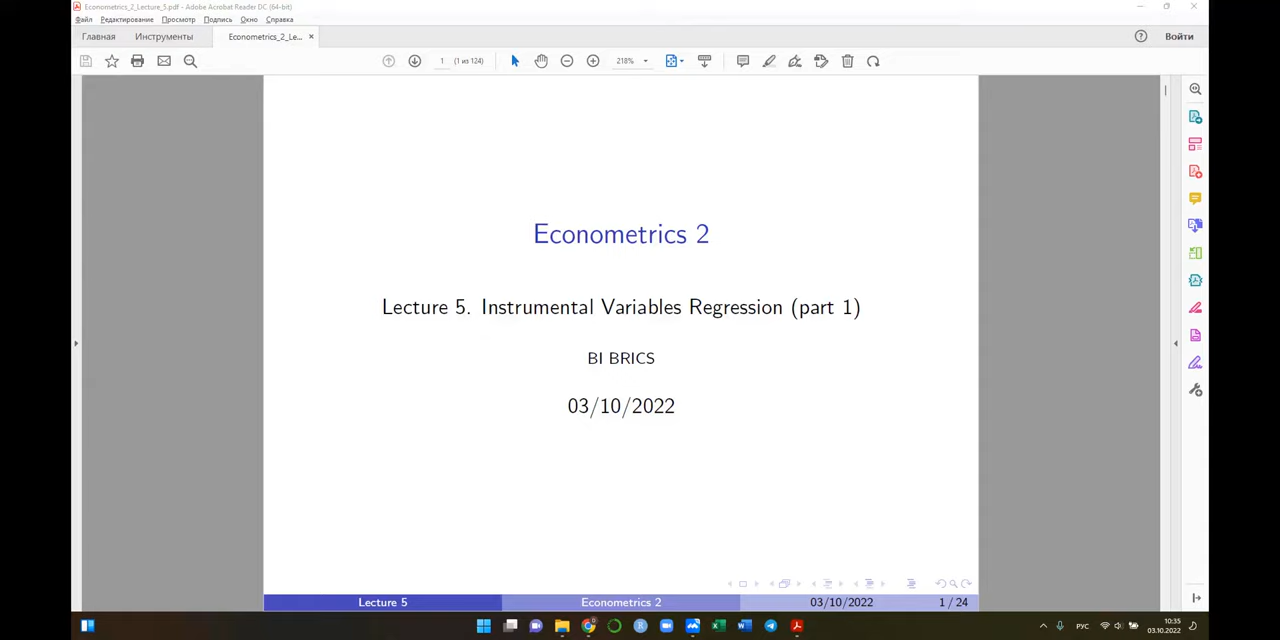 Econometrics_2_Lecture_5.pdf - Adobe Acrobat Reader DC (64-bit)
Файл Редактирование Просмотр Подпись Окно Справка
Главная Инструменты Econometrics_2_Le... Войти
1 (1 из 124) 218%
Econometrics 2
Lecture 5. Instrumental Variables Regression (part 1)
BI BRICS
03/10/2022
Lecture 5 Econometrics 2 03/10/2022 1 / 24
РУС 10:35
03.10.2022